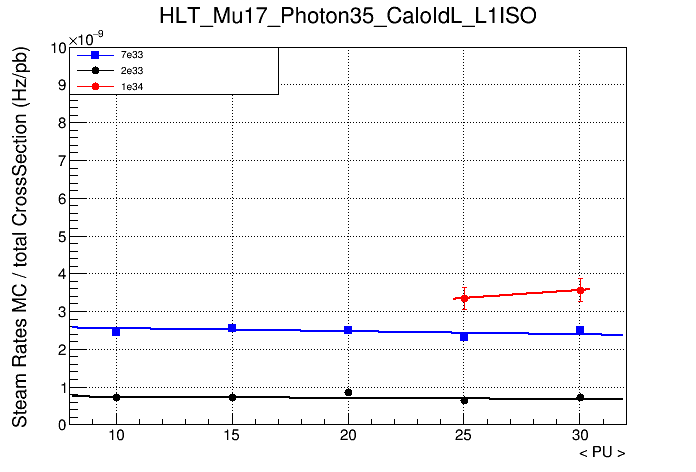 HLT_Mu17_Photon35_CaloIdL_L1ISO
×10⁻⁹
7e33
2e33
1e34
Steam Rates MC / total CrossSection (Hz/pb)
10
9
8
7
6
5
4
3
2
1
0
10 15 20 25 30
< PU >